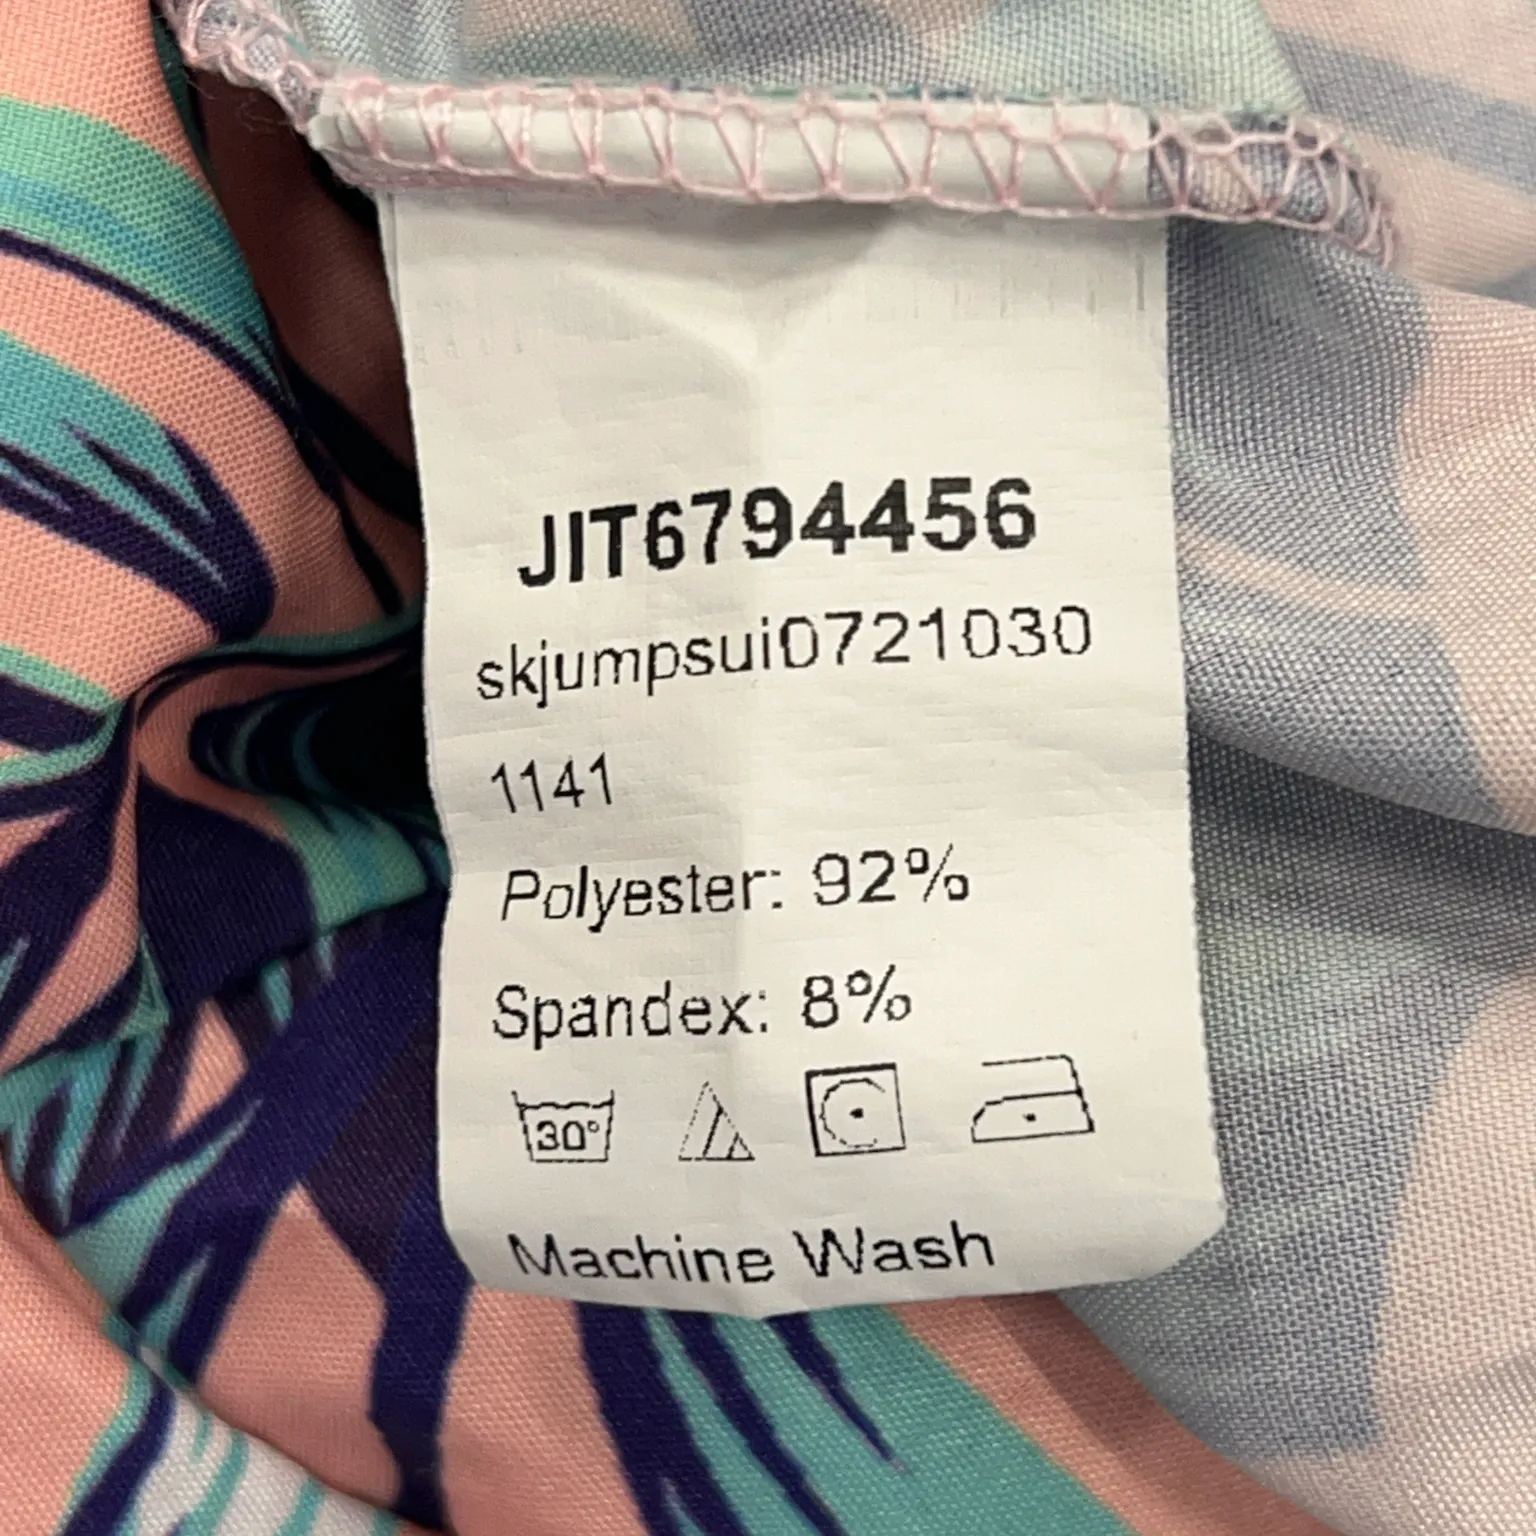 JIT6794456
skjumpsui0721030
1141
Polyester: 92%
Spandex: 8%
30°
Machine Wash